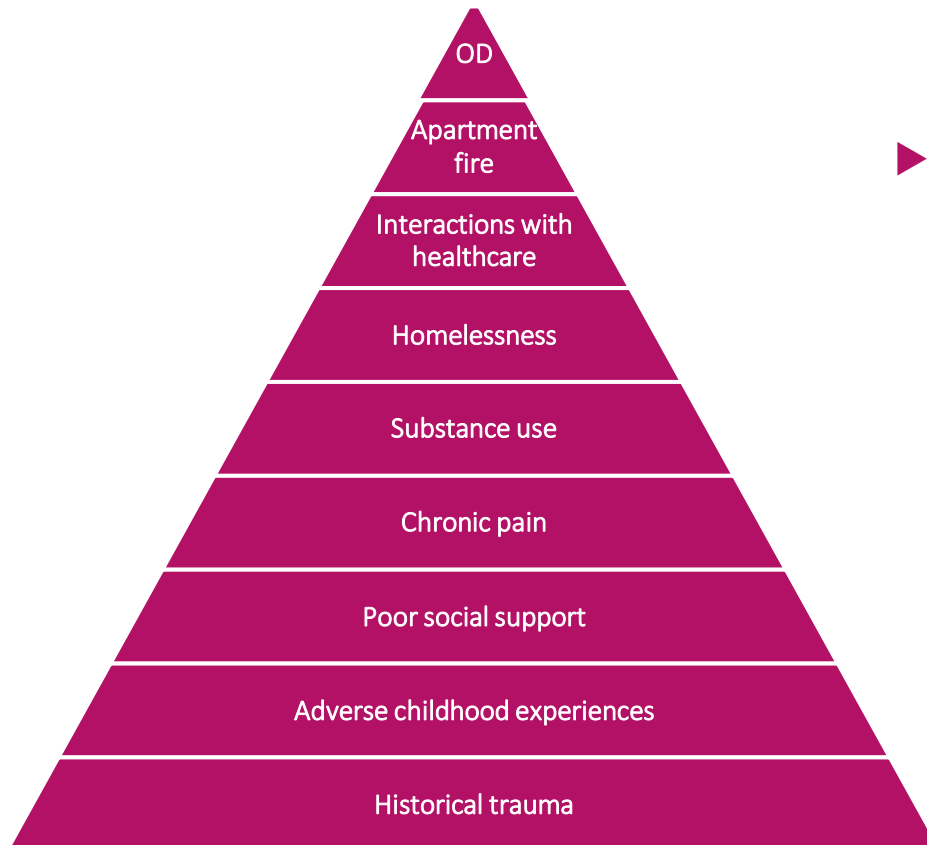 OD
Apartment
fire
Interactions with
healthcare
Homelessness
Substance use
Chronic pain
Poor social support
Adverse childhood experiences
Historical trauma